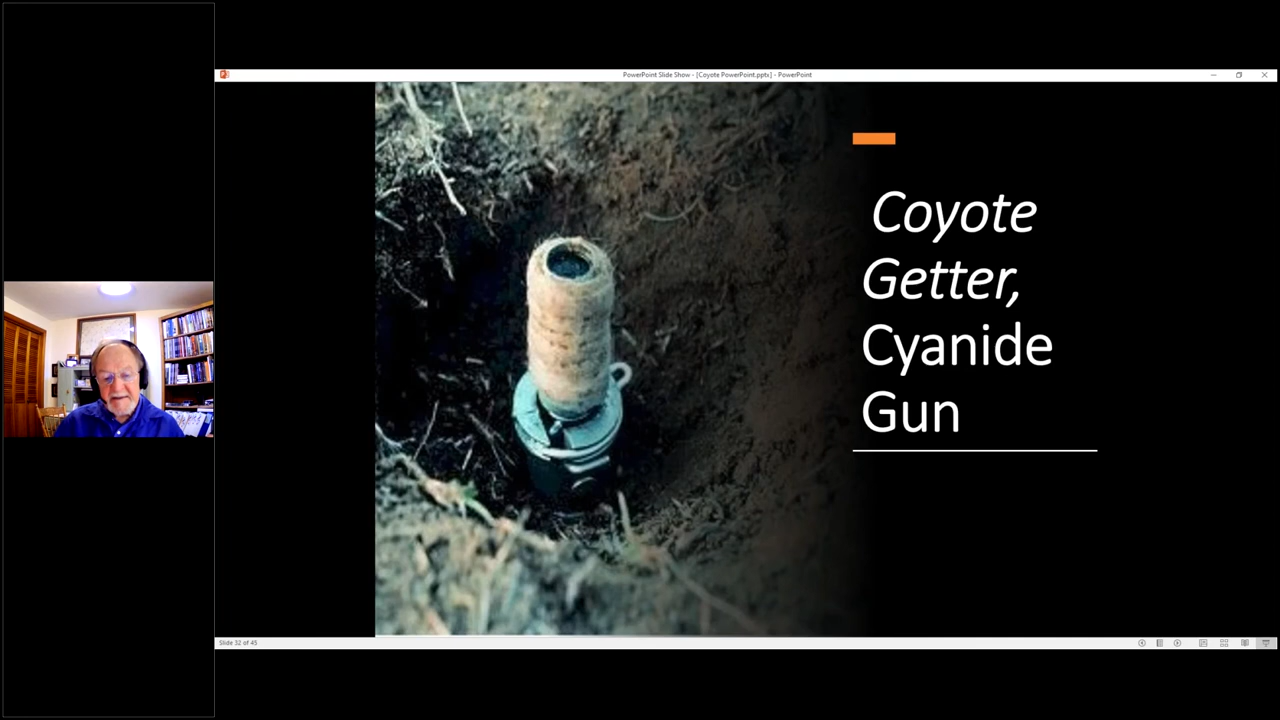 PowerPoint Slide Show - [Coyote PowerPoint.pptx] - PowerPoint
Coyote
Getter,
Cyanide
Gun
Slide 32 of 45